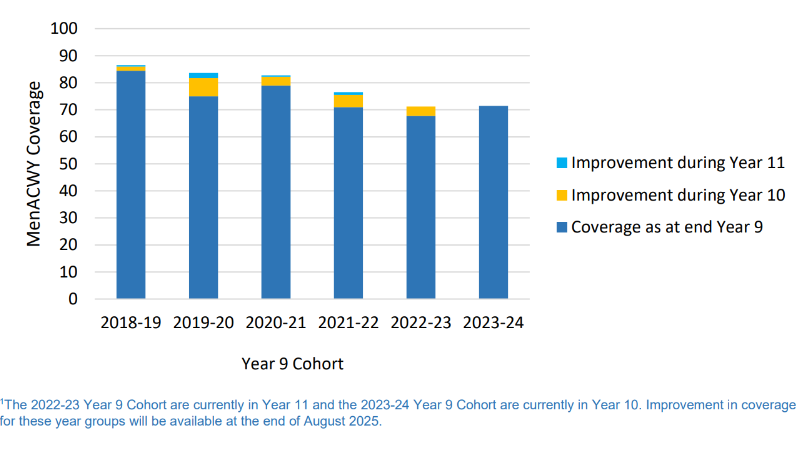 100
90
80
70
60
50
40
30
20
10
0
MenACWY Coverage
2018-19 2019-20 2020-21 2021-22 2022-23 2023-24
Year 9 Cohort
Improvement during Year 11
Improvement during Year 10
Coverage as at end Year 9
¹The 2022-23 Year 9 Cohort are currently in Year 11 and the 2023-24 Year 9 Cohort are currently in Year 10. Improvement in coverage
for these year groups will be available at the end of August 2025.